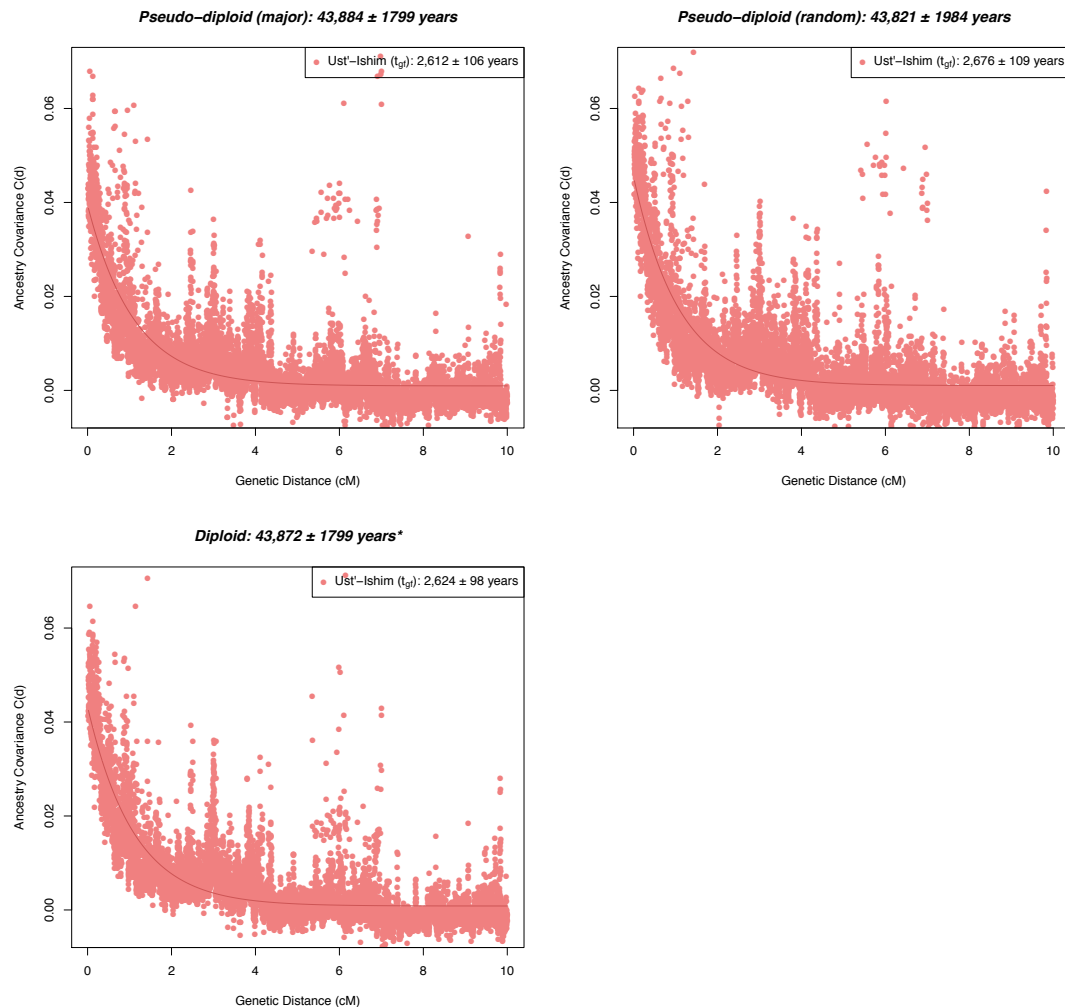 Pseudo−diploid (major): 43,884 ± 1799 years
Ust'−Ishim (tgf): 2,612 ± 106 years
Ancestry Covariance C(d)
0.06
0.04
0.02
0.00
0 2 4 6 8 10
Genetic Distance (cM)
Pseudo−diploid (random): 43,821 ± 1984 years
Ust'−Ishim (tgf): 2,676 ± 109 years
Ancestry Covariance C(d)
0.06
0.04
0.02
0.00
0 2 4 6 8 10
Genetic Distance (cM)
Diploid: 43,872 ± 1799 years*
Ust'−Ishim (tgf): 2,624 ± 98 years
Ancestry Covariance C(d)
0.06
0.04
0.02
0.00
0 2 4 6 8 10
Genetic Distance (cM)